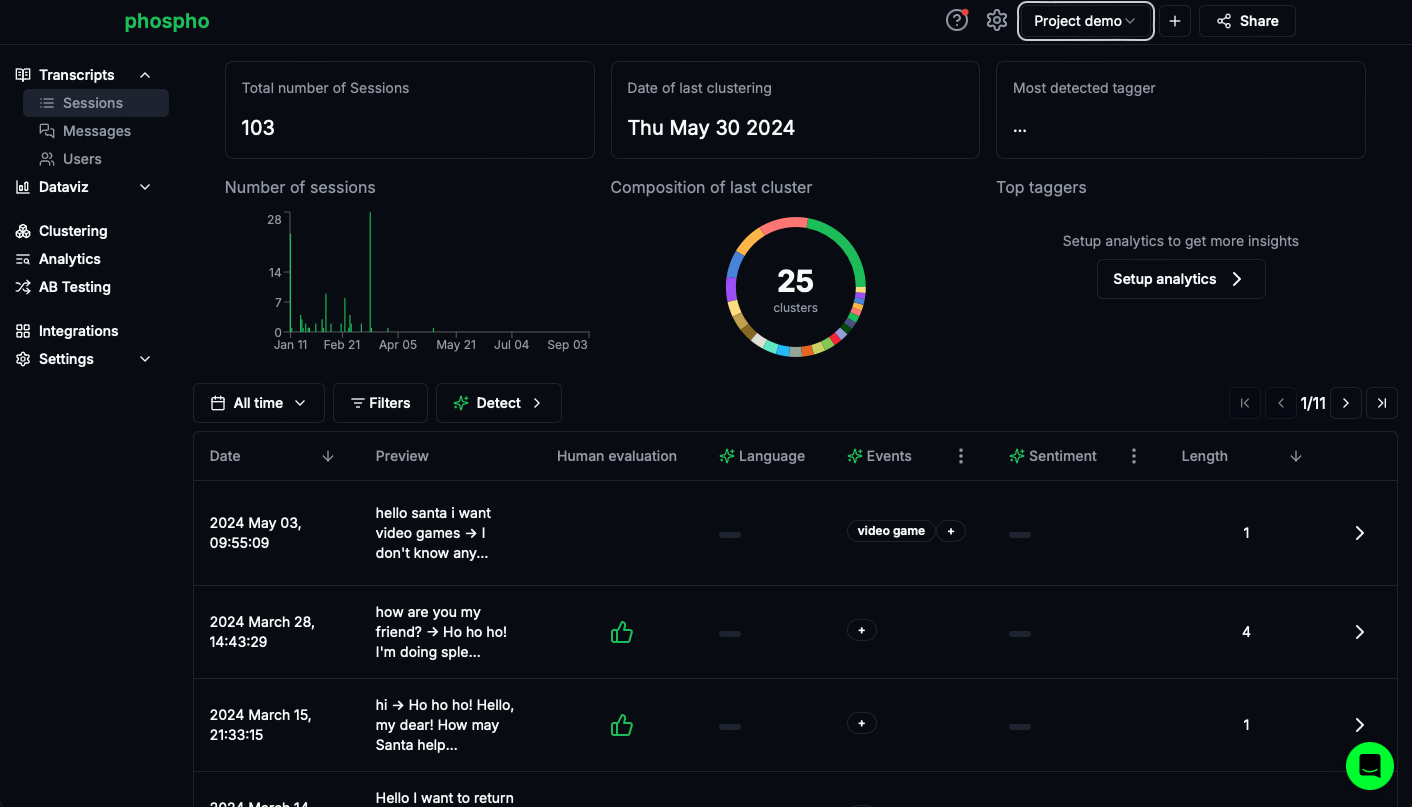 phospho
Project demo
+
Share
Transcripts
Sessions
Messages
Users
Dataviz
Clustering
Analytics
AB Testing
Integrations
Settings
Total number of Sessions
103
Date of last clustering
Thu May 30 2024
Most detected tagger
...
Number of sessions
28
14
7
0
Jan 11
Feb 21
Apr 05
May 21
Jul 04
Sep 03
Composition of last cluster
25
clusters
Top taggers
Setup analytics to get more insights
Setup analytics
All time
Filters
Detect
1/11
Date
Preview
Human evaluation
Language
Events
Sentiment
Length
2024 May 03,
09:55:09
hello santa i want
video games → I
don't know any...
video game
+
1
2024 March 28,
14:43:29
how are you my
friend? → Ho ho ho!
I'm doing sple...
+
4
2024 March 15,
21:33:15
hi → Ho ho ho! Hello,
my dear! How may
Santa help...
+
1
2024 March 14,
Hello I want to return